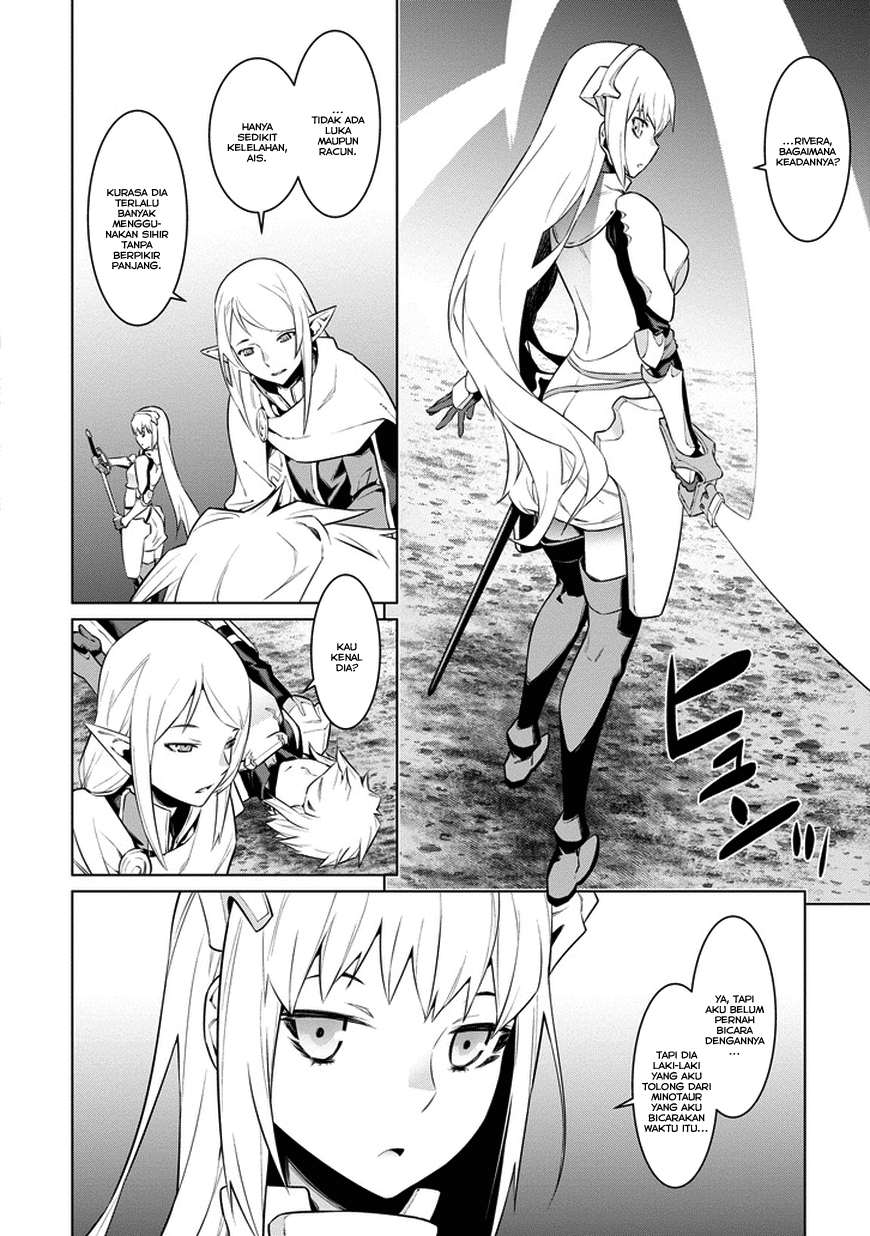 ...RIVERA,
BAGAIMANA
KEADANNYA?
ヒュンッ
...
TIDAK ADA
LUKA
MAUPUN
RACUN.
HANYA
SEDIKIT
KELELAHAN,
AIS.
KURASA DIA
TERLALU
BANYAK
MENGGU-
NAKAN SIHIR
TANPA
BERPIKIR
PANJANG.
KAU
KENAL
DIA?
YA, TAPI
AKU BELUM
PERNAH
BICARA
DENGANNYA
...
TAPI DIA
LAKI-LAKI
YANG AKU
TOLONG DARI
MINOTAUR
YANG AKU
BICARAKAN
WAKTU ITU...